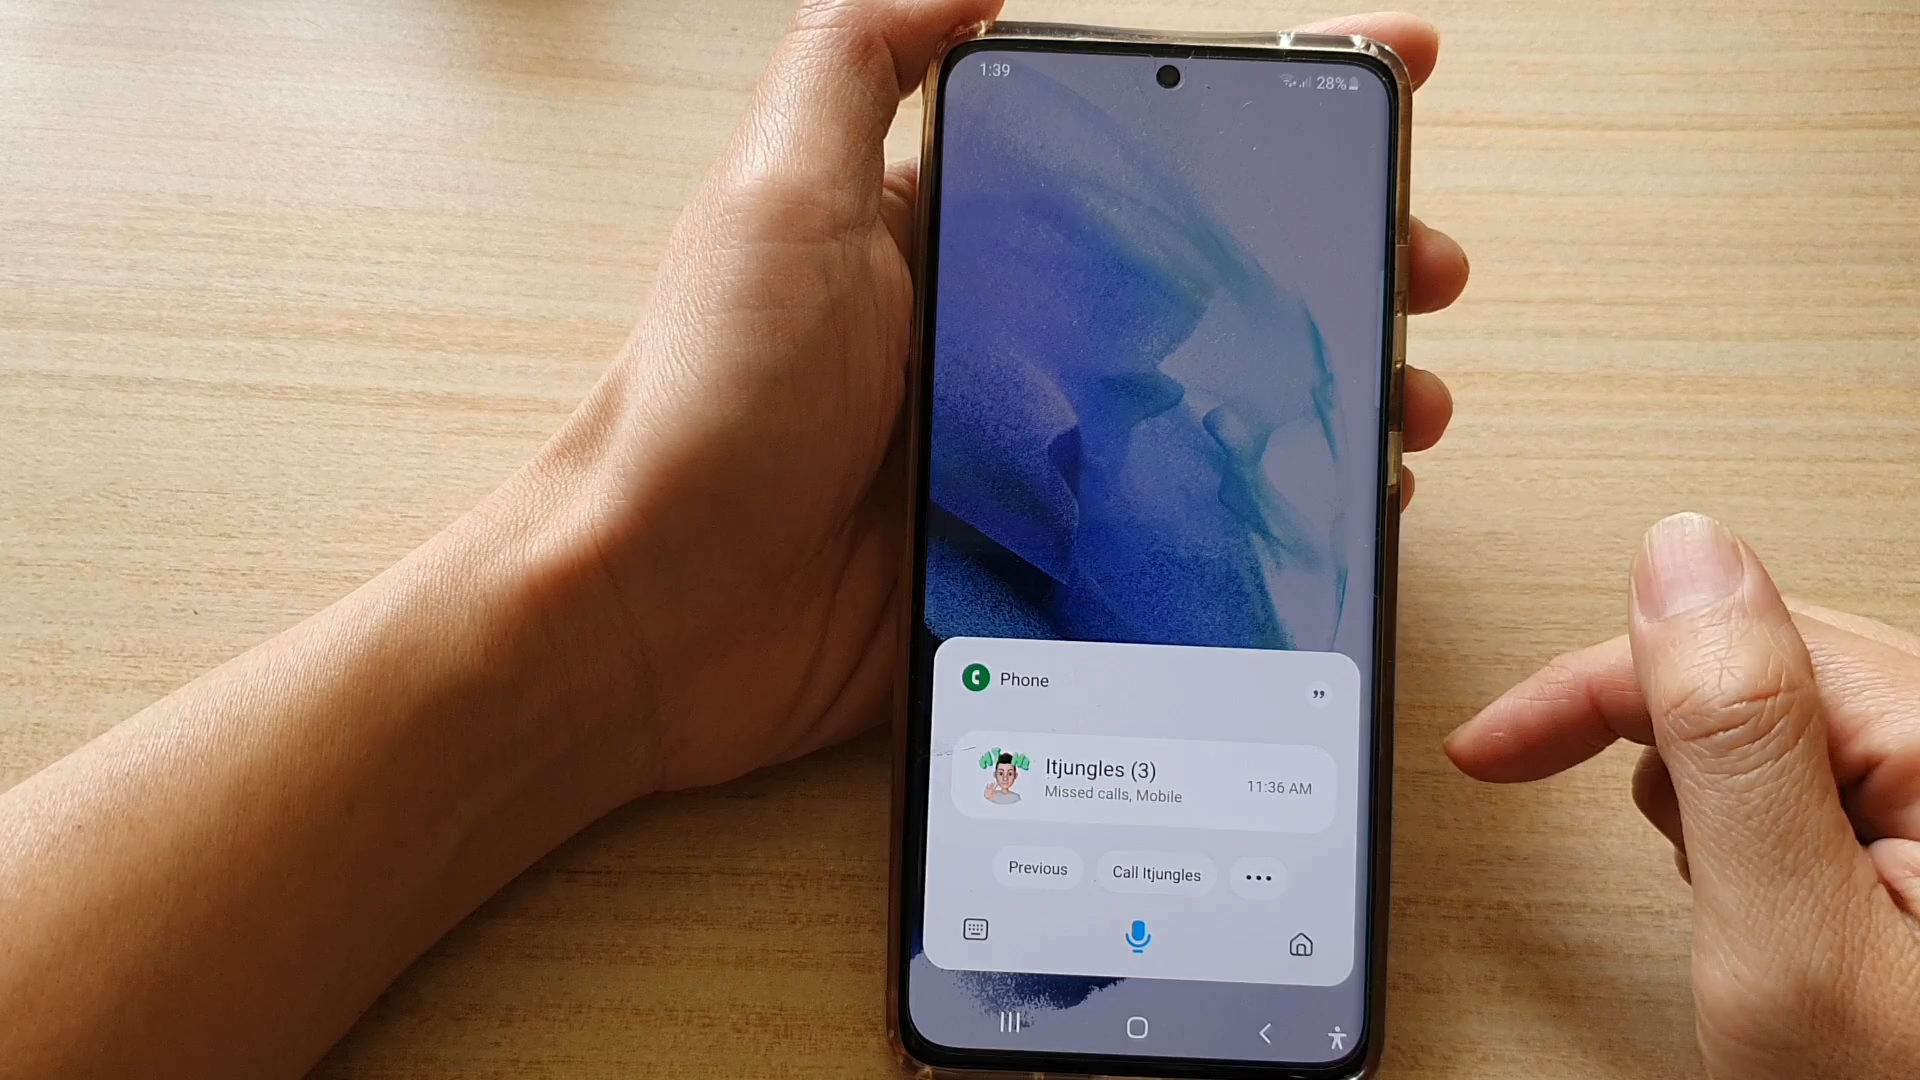 1:39
28%
Phone
Itjungles (3)
Missed calls, Mobile
11:36 AM
Previous
Call Itjungles